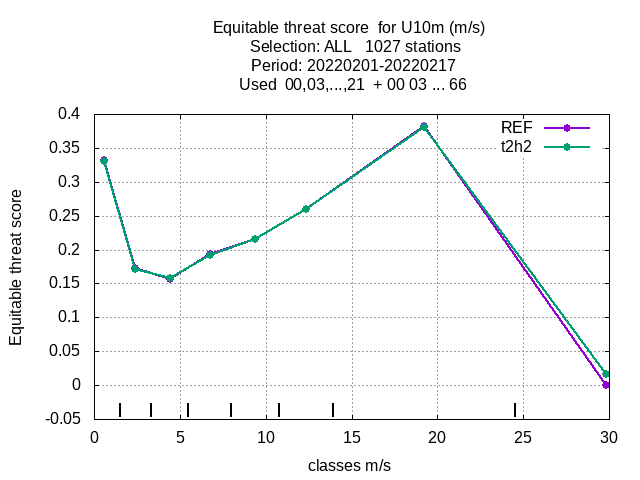 Equitable threat score  for U10m (m/s)
Selection: ALL   1027 stations
Period: 20220201-20220217
Used  00,03,...,21  + 00 03 ... 66
REF
t2h2
Equitable threat score
0.4
0.35
0.3
0.25
0.2
0.15
0.1
0.05
0
-0.05
0 5 10 15 20 25 30
classes m/s